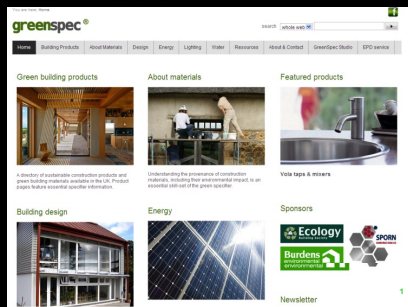 You are here: Home
greenspec®
search whole web
Home Building Products About Materials Design Energy Lighting Water Resources About & Contact GreenSpec Studio EPD service
Green building products
About materials
Featured products
A directory of sustainable construction products and
green building materials available in the UK. Product
pages feature essential specifier information.
Understanding the provenance of construction
materials, including their environmental impact, is an
essential skill-set of the green specifier.
Vola taps & mixers
Building design
Energy
Sponsors
Ecology
Burdens
environmental
SPORN
Newsletter
1